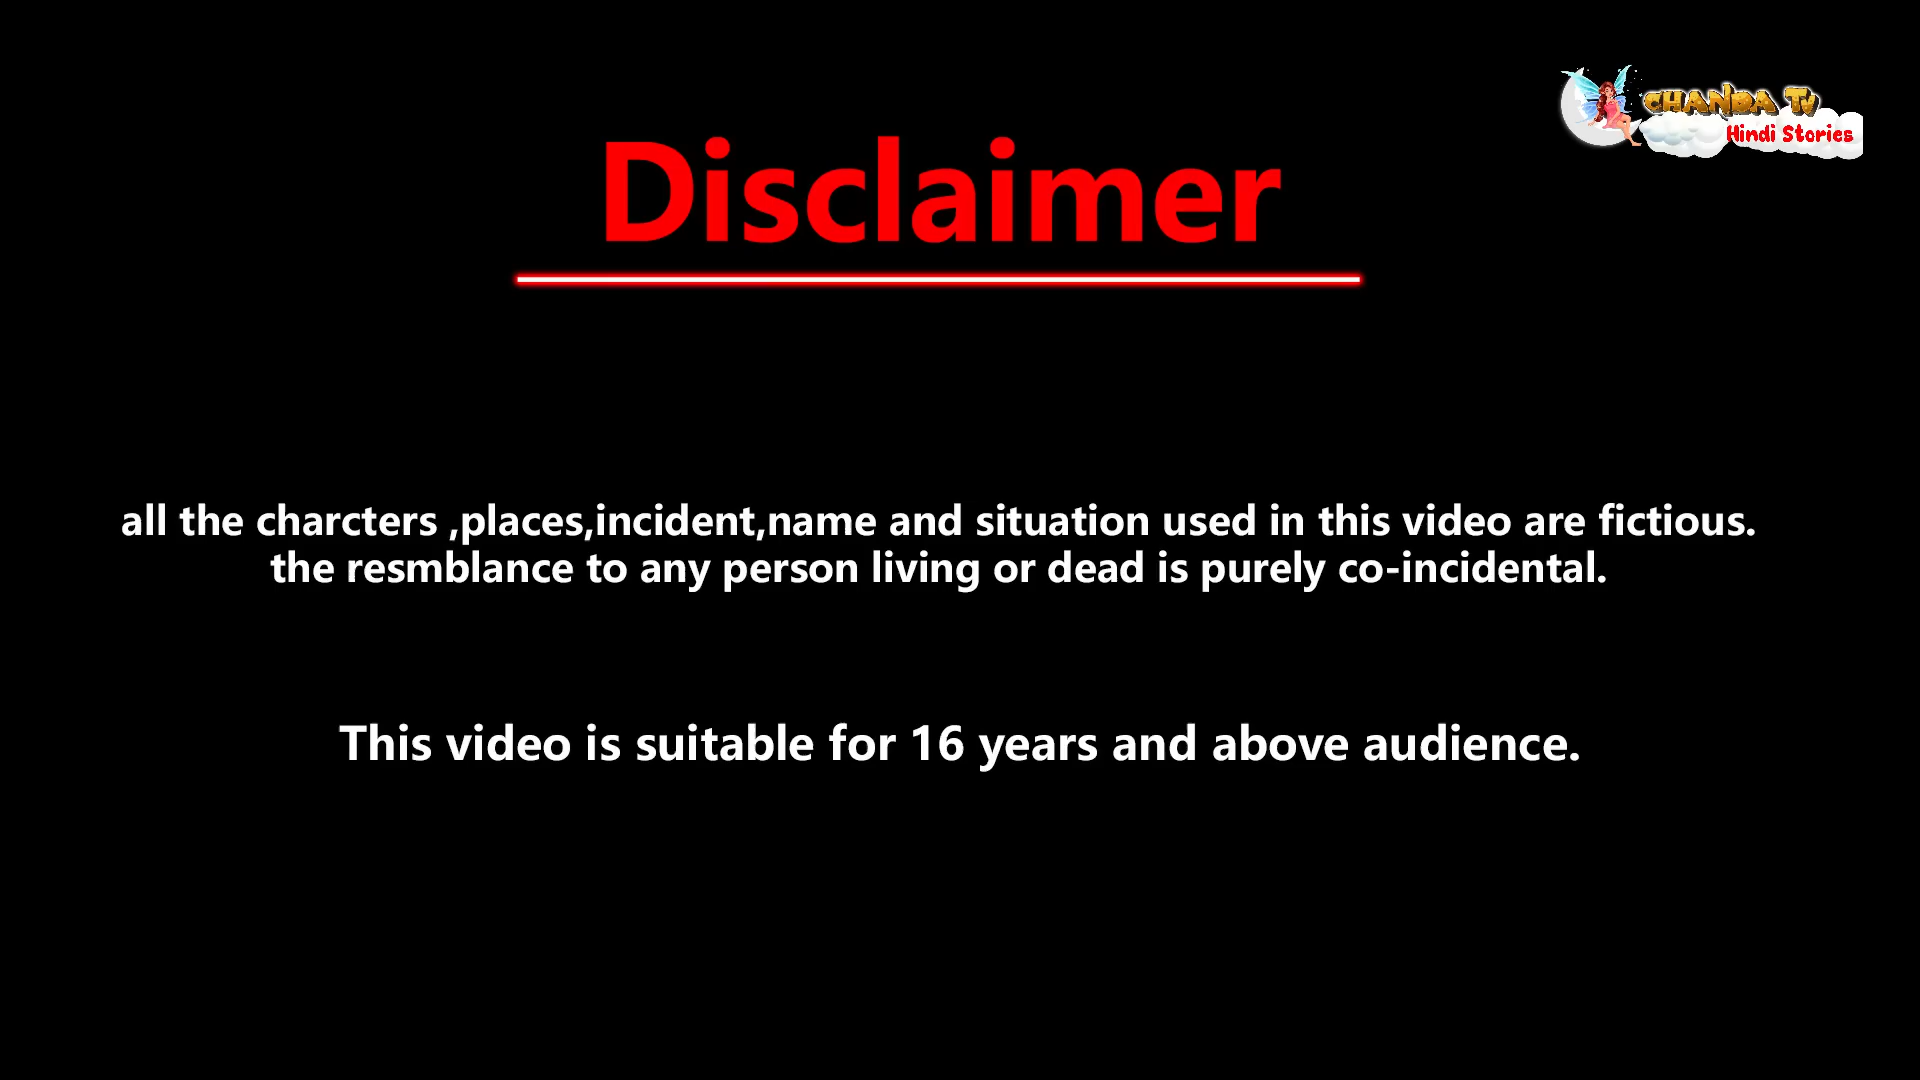 CHANDA TV
Hindi Stories
Disclaimer
all the charcters ,places,incident,name and situation used in this video are fictious.
the resmblance to any person living or dead is purely co-incidental.
This video is suitable for 16 years and above audience.